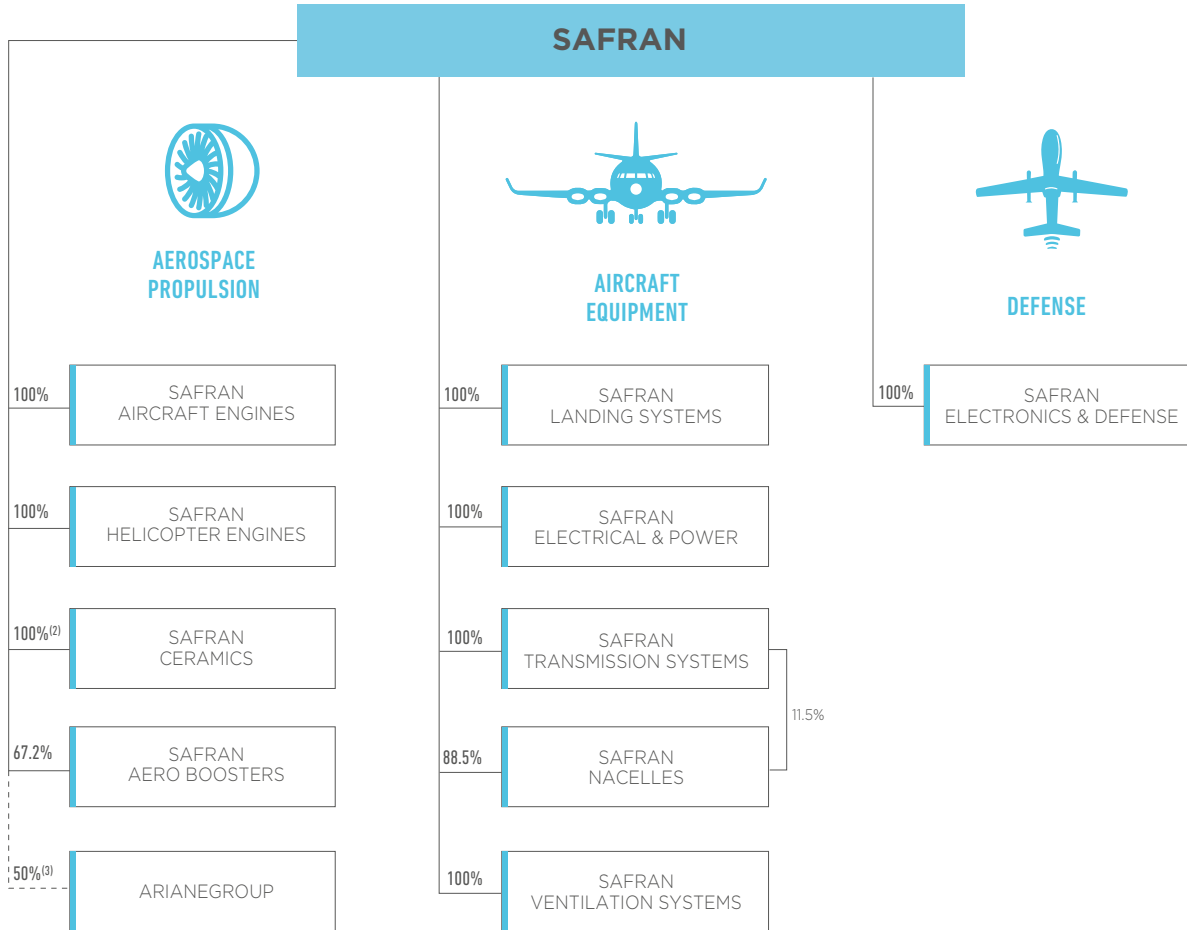 SAFRAN
AEROSPACE
PROPULSION
100%
SAFRAN
AIRCRAFT ENGINES
100%
SAFRAN
HELICOPTER ENGINES
100%(2)
SAFRAN
CERAMICS
67.2%
SAFRAN
AERO BOOSTERS
50%(3)
ARIANEGROUP
AIRCRAFT
EQUIPMENT
100%
SAFRAN
LANDING SYSTEMS
100%
SAFRAN
ELECTRICAL & POWER
100%
SAFRAN
TRANSMISSION SYSTEMS
11.5%
88.5%
SAFRAN
NACELLES
100%
SAFRAN
VENTILATION SYSTEMS
DEFENSE
100%
SAFRAN
ELECTRONICS & DEFENSE